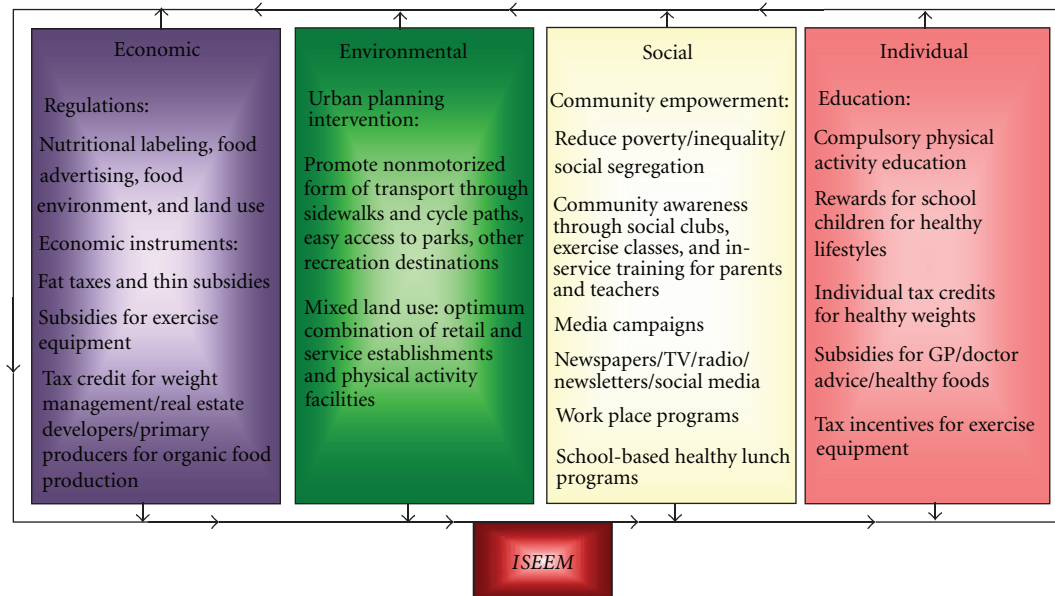 Economic
Regulations:
Nutritional labeling, food
advertising, food
environment, and land use
Economic instruments:
Fat taxes and thin subsidies
Subsidies for exercise
equipment
Tax credit for weight
management/real estate
developers/primary
producers for organic food
production
Environmental
Urban planning
intervention:
Promote nonmotorized
form of transport through
sidewalks and cycle paths,
easy access to parks, other
recreation destinations
Mixed land use: optimum
combination of retail and
service establishments
and physical activity
facilities
Social
Community empowerment:
Reduce poverty/inequality/
social segregation
Community awareness
through social clubs,
exercise classes, and in-
service training for parents
and teachers
Media campaigns
Newspapers/TV/radio/
newsletters/social media
Work place programs
School-based healthy lunch
programs
Individual
Education:
Compulsory physical
activity education
Rewards for school
children for healthy
lifestyles
Individual tax credits
for healthy weights
Subsidies for GP/doctor
advice/healthy foods
Tax incentives for exercise
equipment
ISEEM